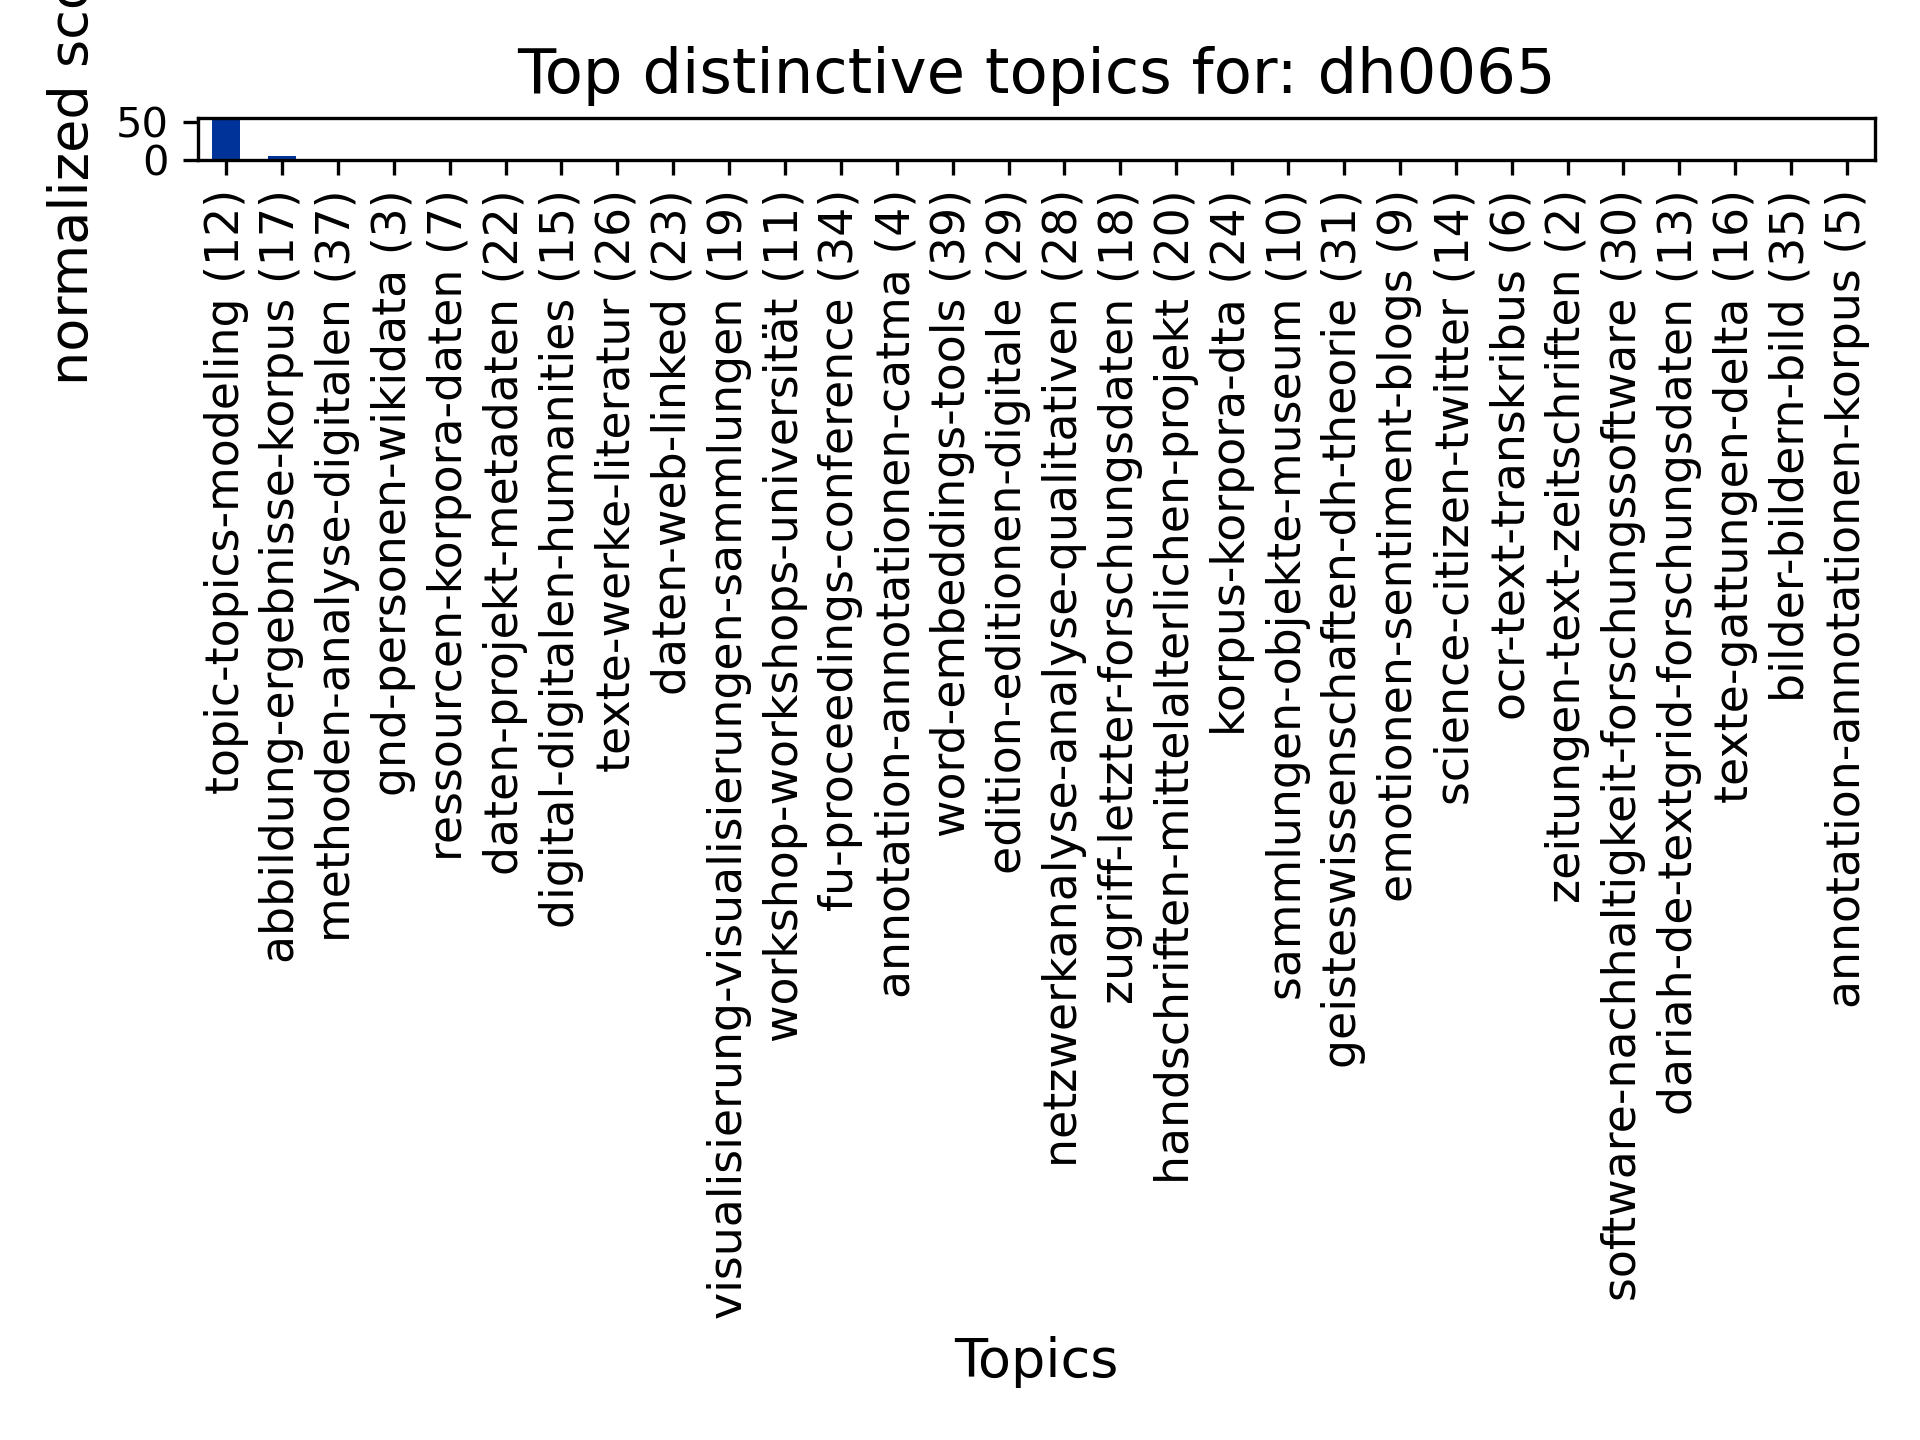 Top distinctive topics for: dh0065
normalized
50
0
topic-topics-modeling (12)
abbildung-ergebnisse-korpus (17)
methoden-analyse-digitalen (37)
gnd-personen-wikidata (3)
ressourcen-korpora-daten (7)
daten-projekt-metadaten (22)
digital-digitalen-humanities (15)
texte-werke-literatur (26)
daten-web-linked (23)
visualisierung-visualisierungen-sammlungen (19)
workshop-workshops-universität (11)
fu-proceedings-conference (34)
annotation-annotationen-catma (4)
word-embeddings-tools (39)
edition-editionen-digitale (29)
netzwerkanalyse-analyse-qualitativen (28)
zugriff-letzter-forschungsdaten (18)
handschriften-mittelalterlichen-projekt (20)
korpus-korpora-dta (24)
sammlungen-objekte-museum (10)
geisteswissenschaften-dh-theorie (31)
emotionen-sentiment-blogs (9)
science-citizen-twitter (14)
ocr-text-transkribus (6)
zeitungen-text-zeitschriften (2)
software-nachhaltigkeit-forschungssoftware (30)
dariah-de-textgrid-forschungsdaten (13)
texte-gattungen-delta (16)
bilder-bildern-bild (35)
annotation-annotationen-korpus (5)
Topics